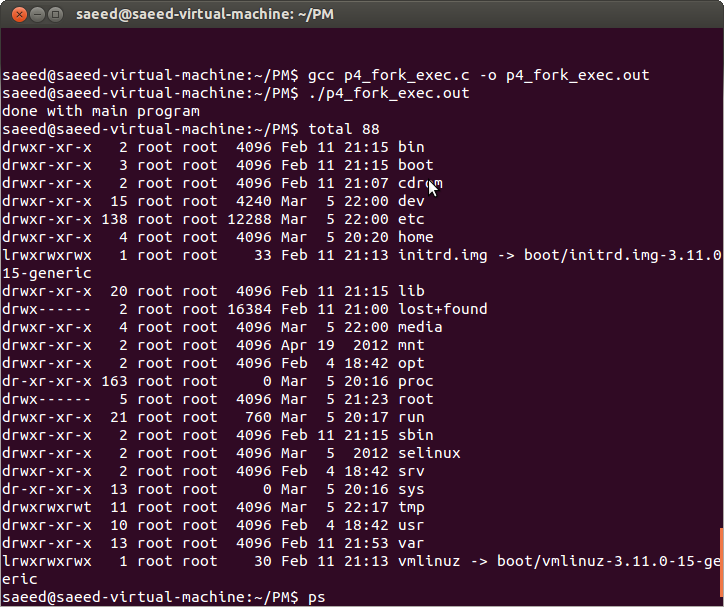 saeed@saeed-virtual-machine: ~/PM
saeed@saeed-virtual-machine:~/PM$ gcc p4_fork_exec.c -o p4_fork_exec.out
saeed@saeed-virtual-machine:~/PM$ ./p4_fork_exec.out
done with main program
saeed@saeed-virtual-machine:~/PM$ total 88
drwxr-xr-x   2 root root  4096 Feb 11 21:15 bin
drwxr-xr-x   3 root root  4096 Feb 11 21:15 boot
drwxr-xr-x   2 root root  4096 Feb 11 21:07 cdrom
drwxr-xr-x  15 root root  4240 Mar  5 22:00 dev
drwxr-xr-x 138 root root 12288 Mar  5 22:00 etc
drwxr-xr-x   4 root root  4096 Mar  5 20:20 home
lrwxrwxrwx   1 root root    33 Feb 11 21:13 initrd.img -> boot/initrd.img-3.11.0
15-generic
drwxr-xr-x  20 root root  4096 Feb 11 21:15 lib
drwx------   2 root root 16384 Feb 11 21:00 lost+found
drwxr-xr-x   4 root root  4096 Mar  5 22:00 media
drwxr-xr-x   2 root root  4096 Apr 19  2012 mnt
drwxr-xr-x   2 root root  4096 Feb  4 18:42 opt
dr-xr-xr-x 163 root root     0 Mar  5 20:16 proc
drwx------   5 root root  4096 Mar  5 21:23 root
drwxr-xr-x  21 root root   760 Mar  5 20:17 run
drwxr-xr-x   2 root root  4096 Feb 11 21:15 sbin
drwxr-xr-x   2 root root  4096 Mar  5  2012 selinux
drwxr-xr-x   2 root root  4096 Feb  4 18:42 srv
dr-xr-xr-x  13 root root     0 Mar  5 20:16 sys
drwxrwxrwt  11 root root  4096 Mar  5 22:17 tmp
drwxr-xr-x  10 root root  4096 Feb  4 18:42 usr
drwxr-xr-x  13 root root  4096 Feb 11 21:53 var
lrwxrwxrwx   1 root root    30 Feb 11 21:13 vmlinuz -> boot/vmlinuz-3.11.0-15-ge
eric
saeed@saeed-virtual-machine:~/PM$ ps